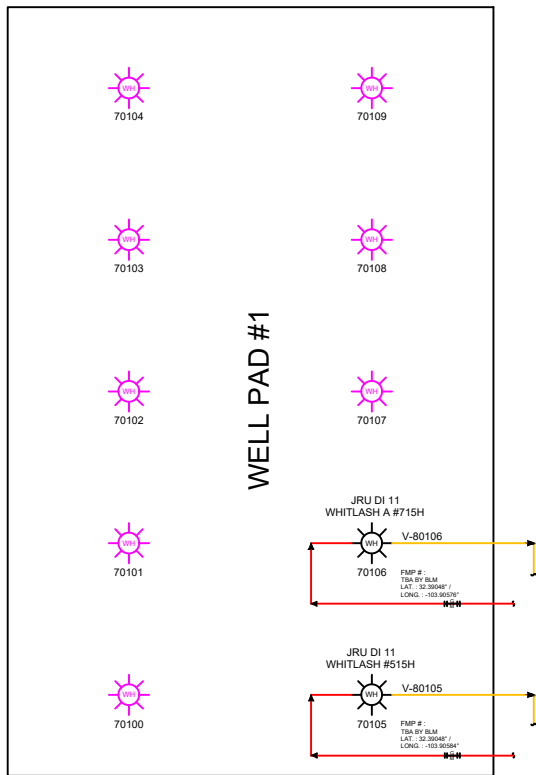 WH
70104
WH
70109
WH
70103
WH
70108
WH
70102
WH
70107
WELL PAD #1
WH
70101
JRU DI 11
WHITLASH A #715H
WH
V-80106
70106
FMP # :
TBA BY BLM
LAT. : 32.39048° /
LONG. : -103.90576°
WH
70100
JRU DI 11
WHITLASH #515H
WH
V-80105
70105
FMP # :
TBA BY BLM
LAT. : 32.39048° /
LONG. : -103.90584°